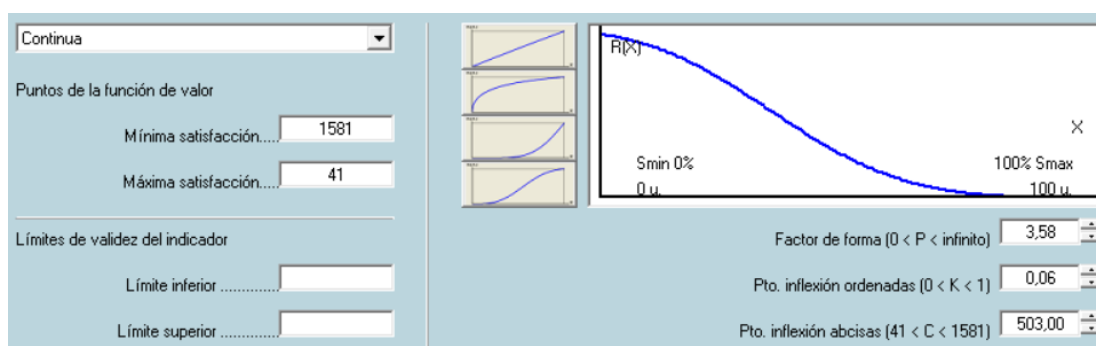 Continua
Puntos de la función de valor
Mínima satisfacción.....
1581
Máxima satisfacción.....
41
Límites de validez del indicador
Límite inferior .............
Límite superior .............
R(X)
X
Smin 0%
100% Smax
0 u.
100 u.
Factor de forma (0 < P < infinito)
3,58
Pto. inflexión ordenadas (0 < K < 1)
0,06
Pto. inflexión abcisas (41 < C < 1581)
503,00